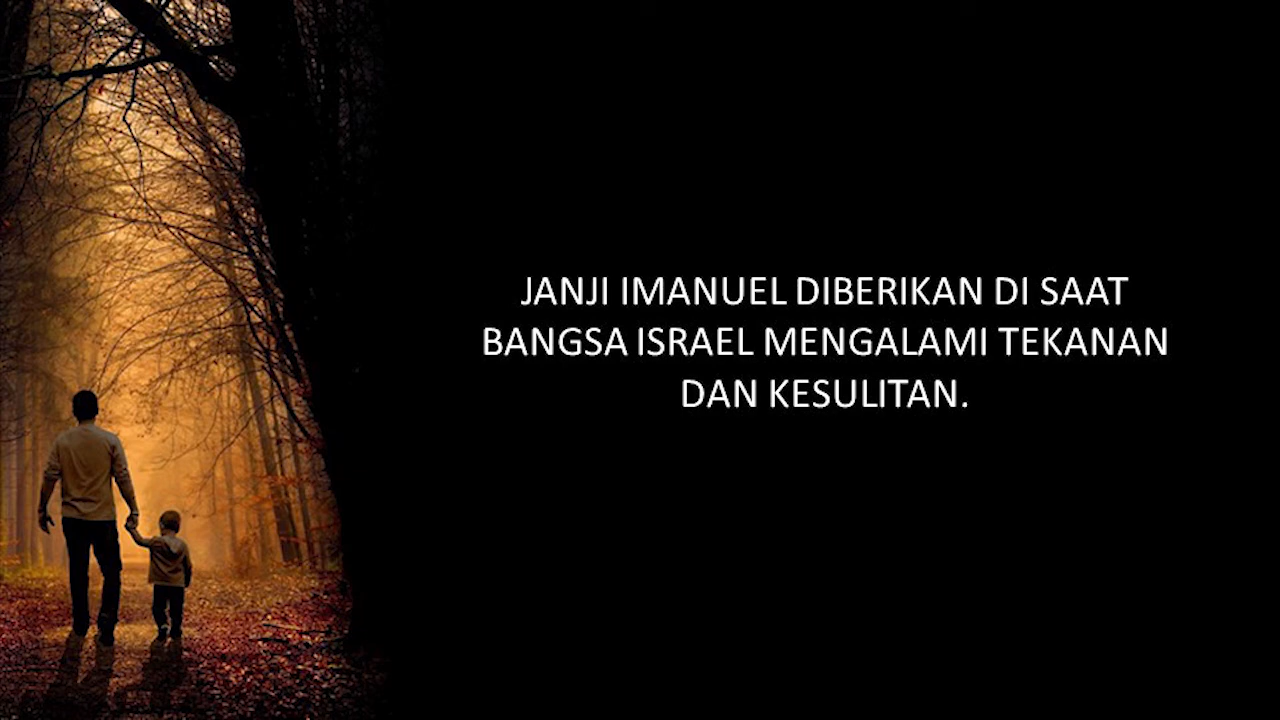 JANJI IMANUEL DIBERIKAN DI SAAT
BANGSA ISRAEL MENGALAMI TEKANAN
DAN KESULITAN.